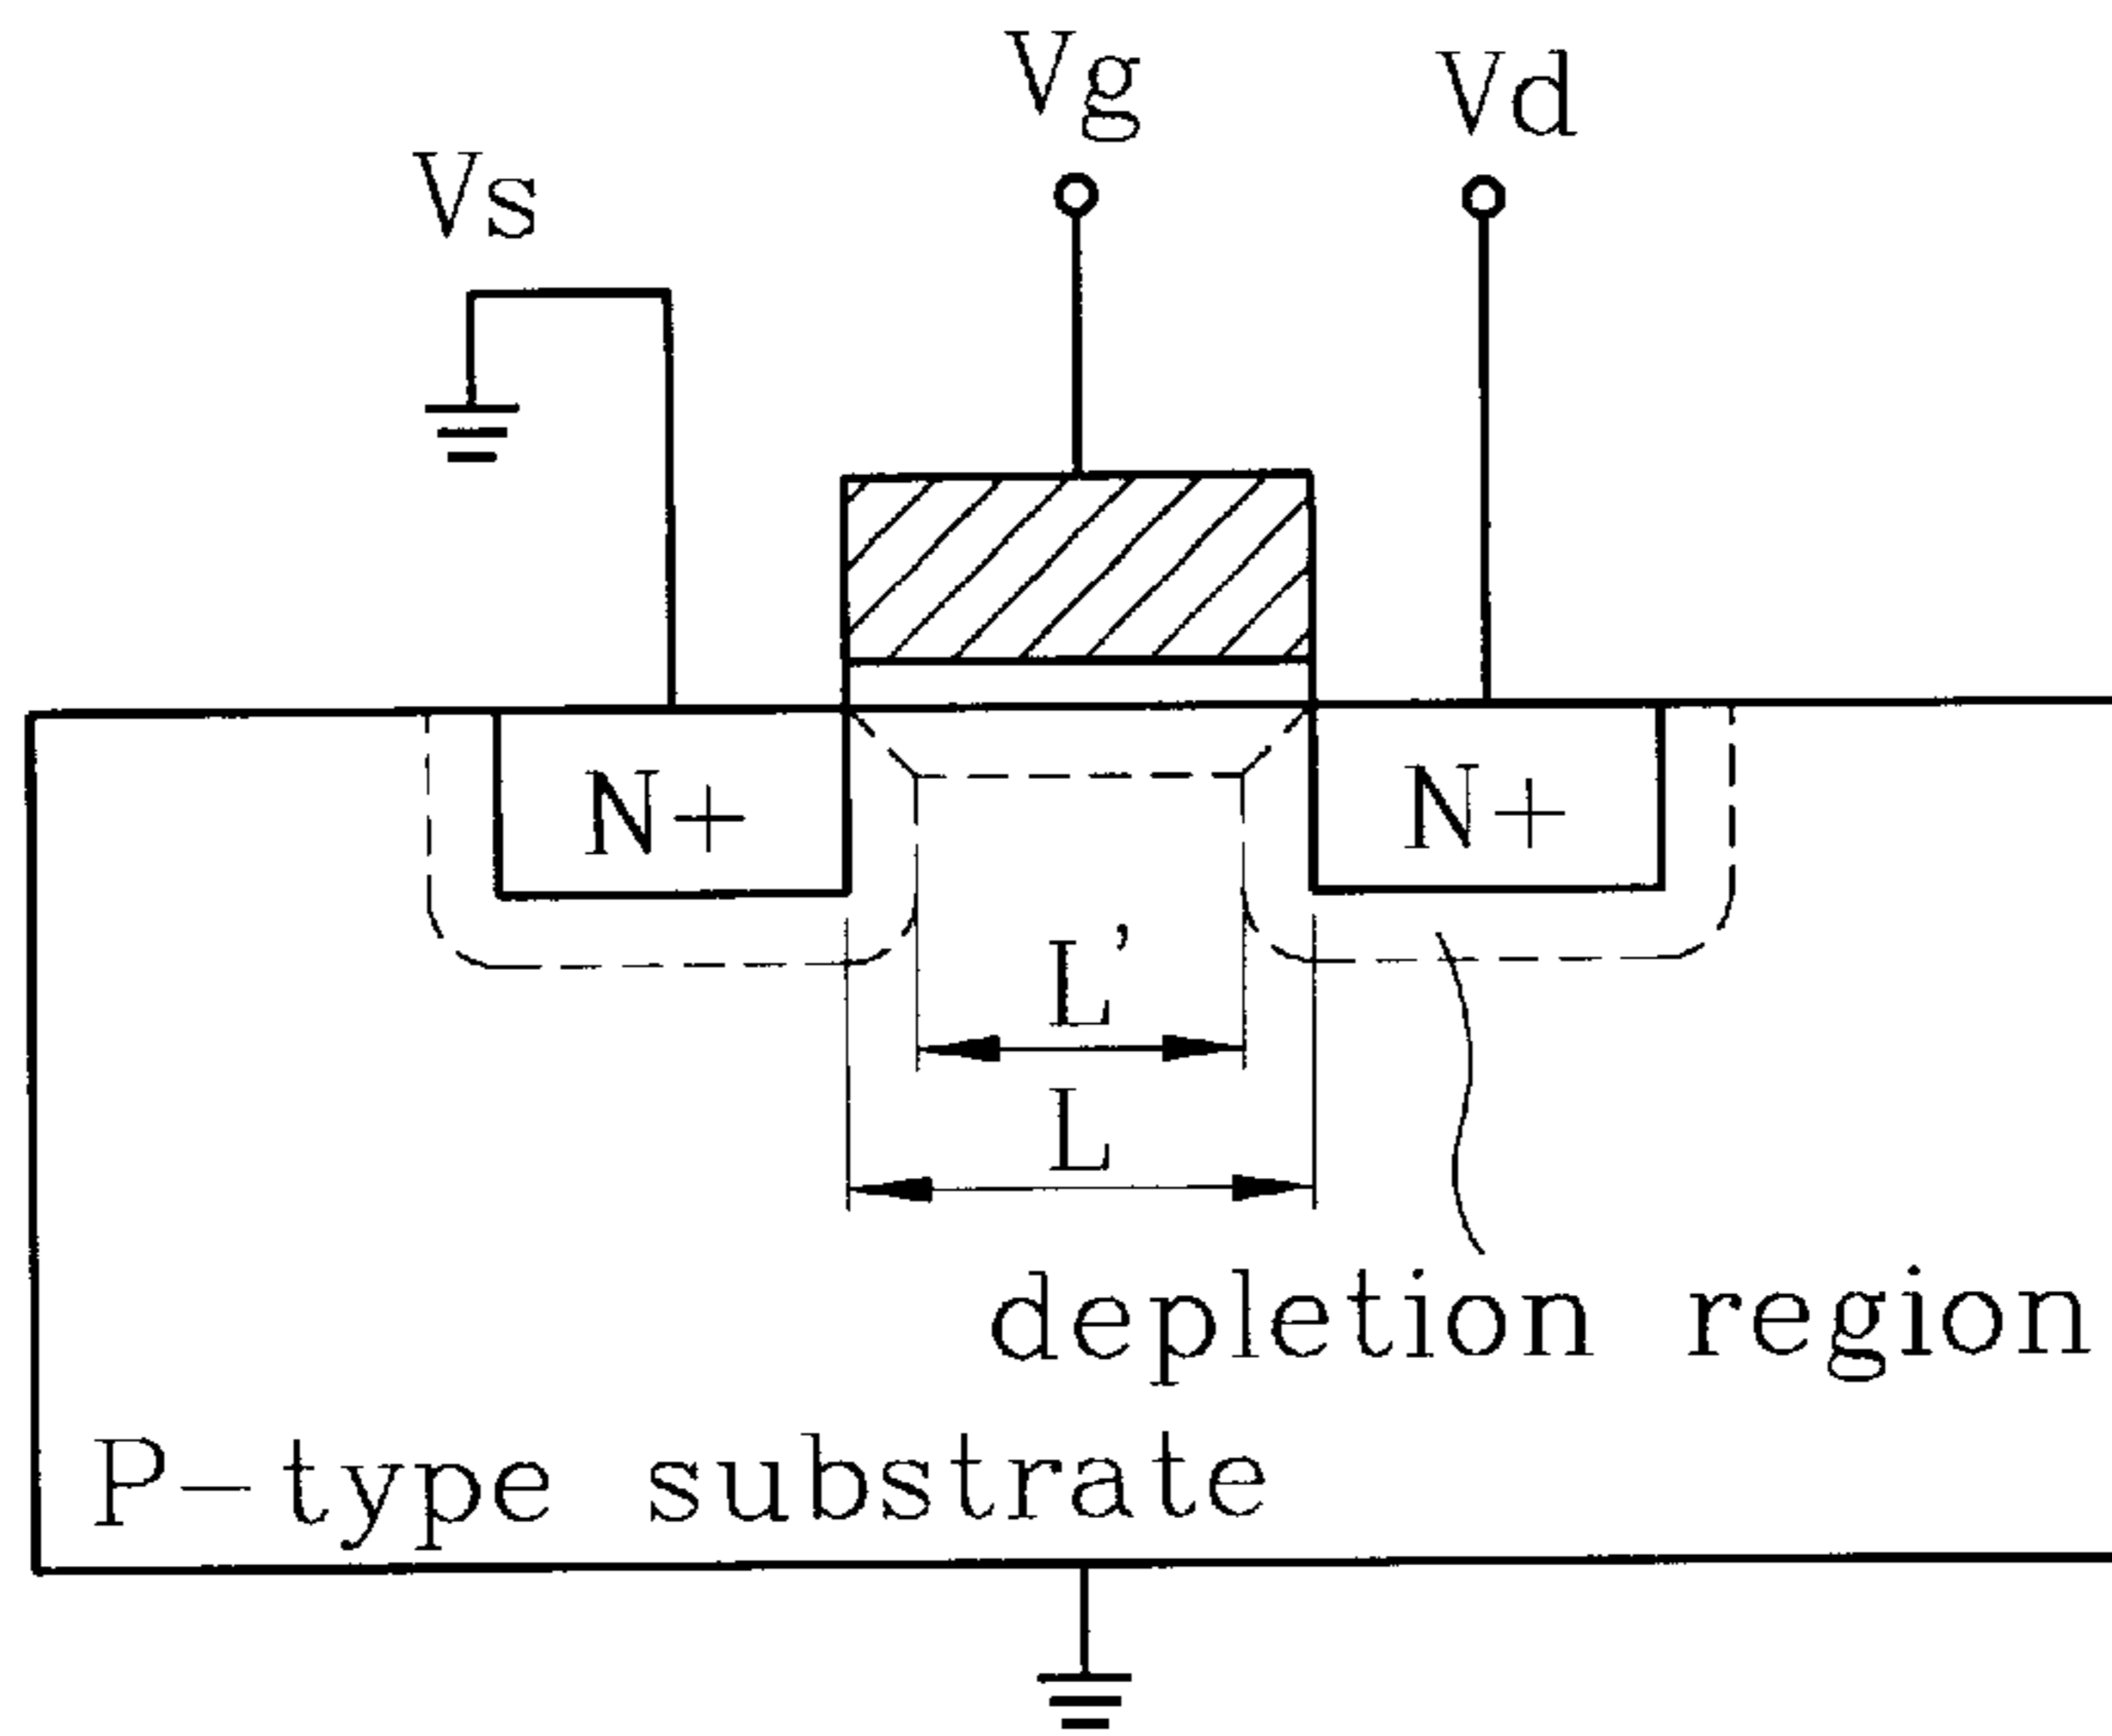 Vg
Vd
Vs
N+
N+
L'
L
depletion region
P-type substrate